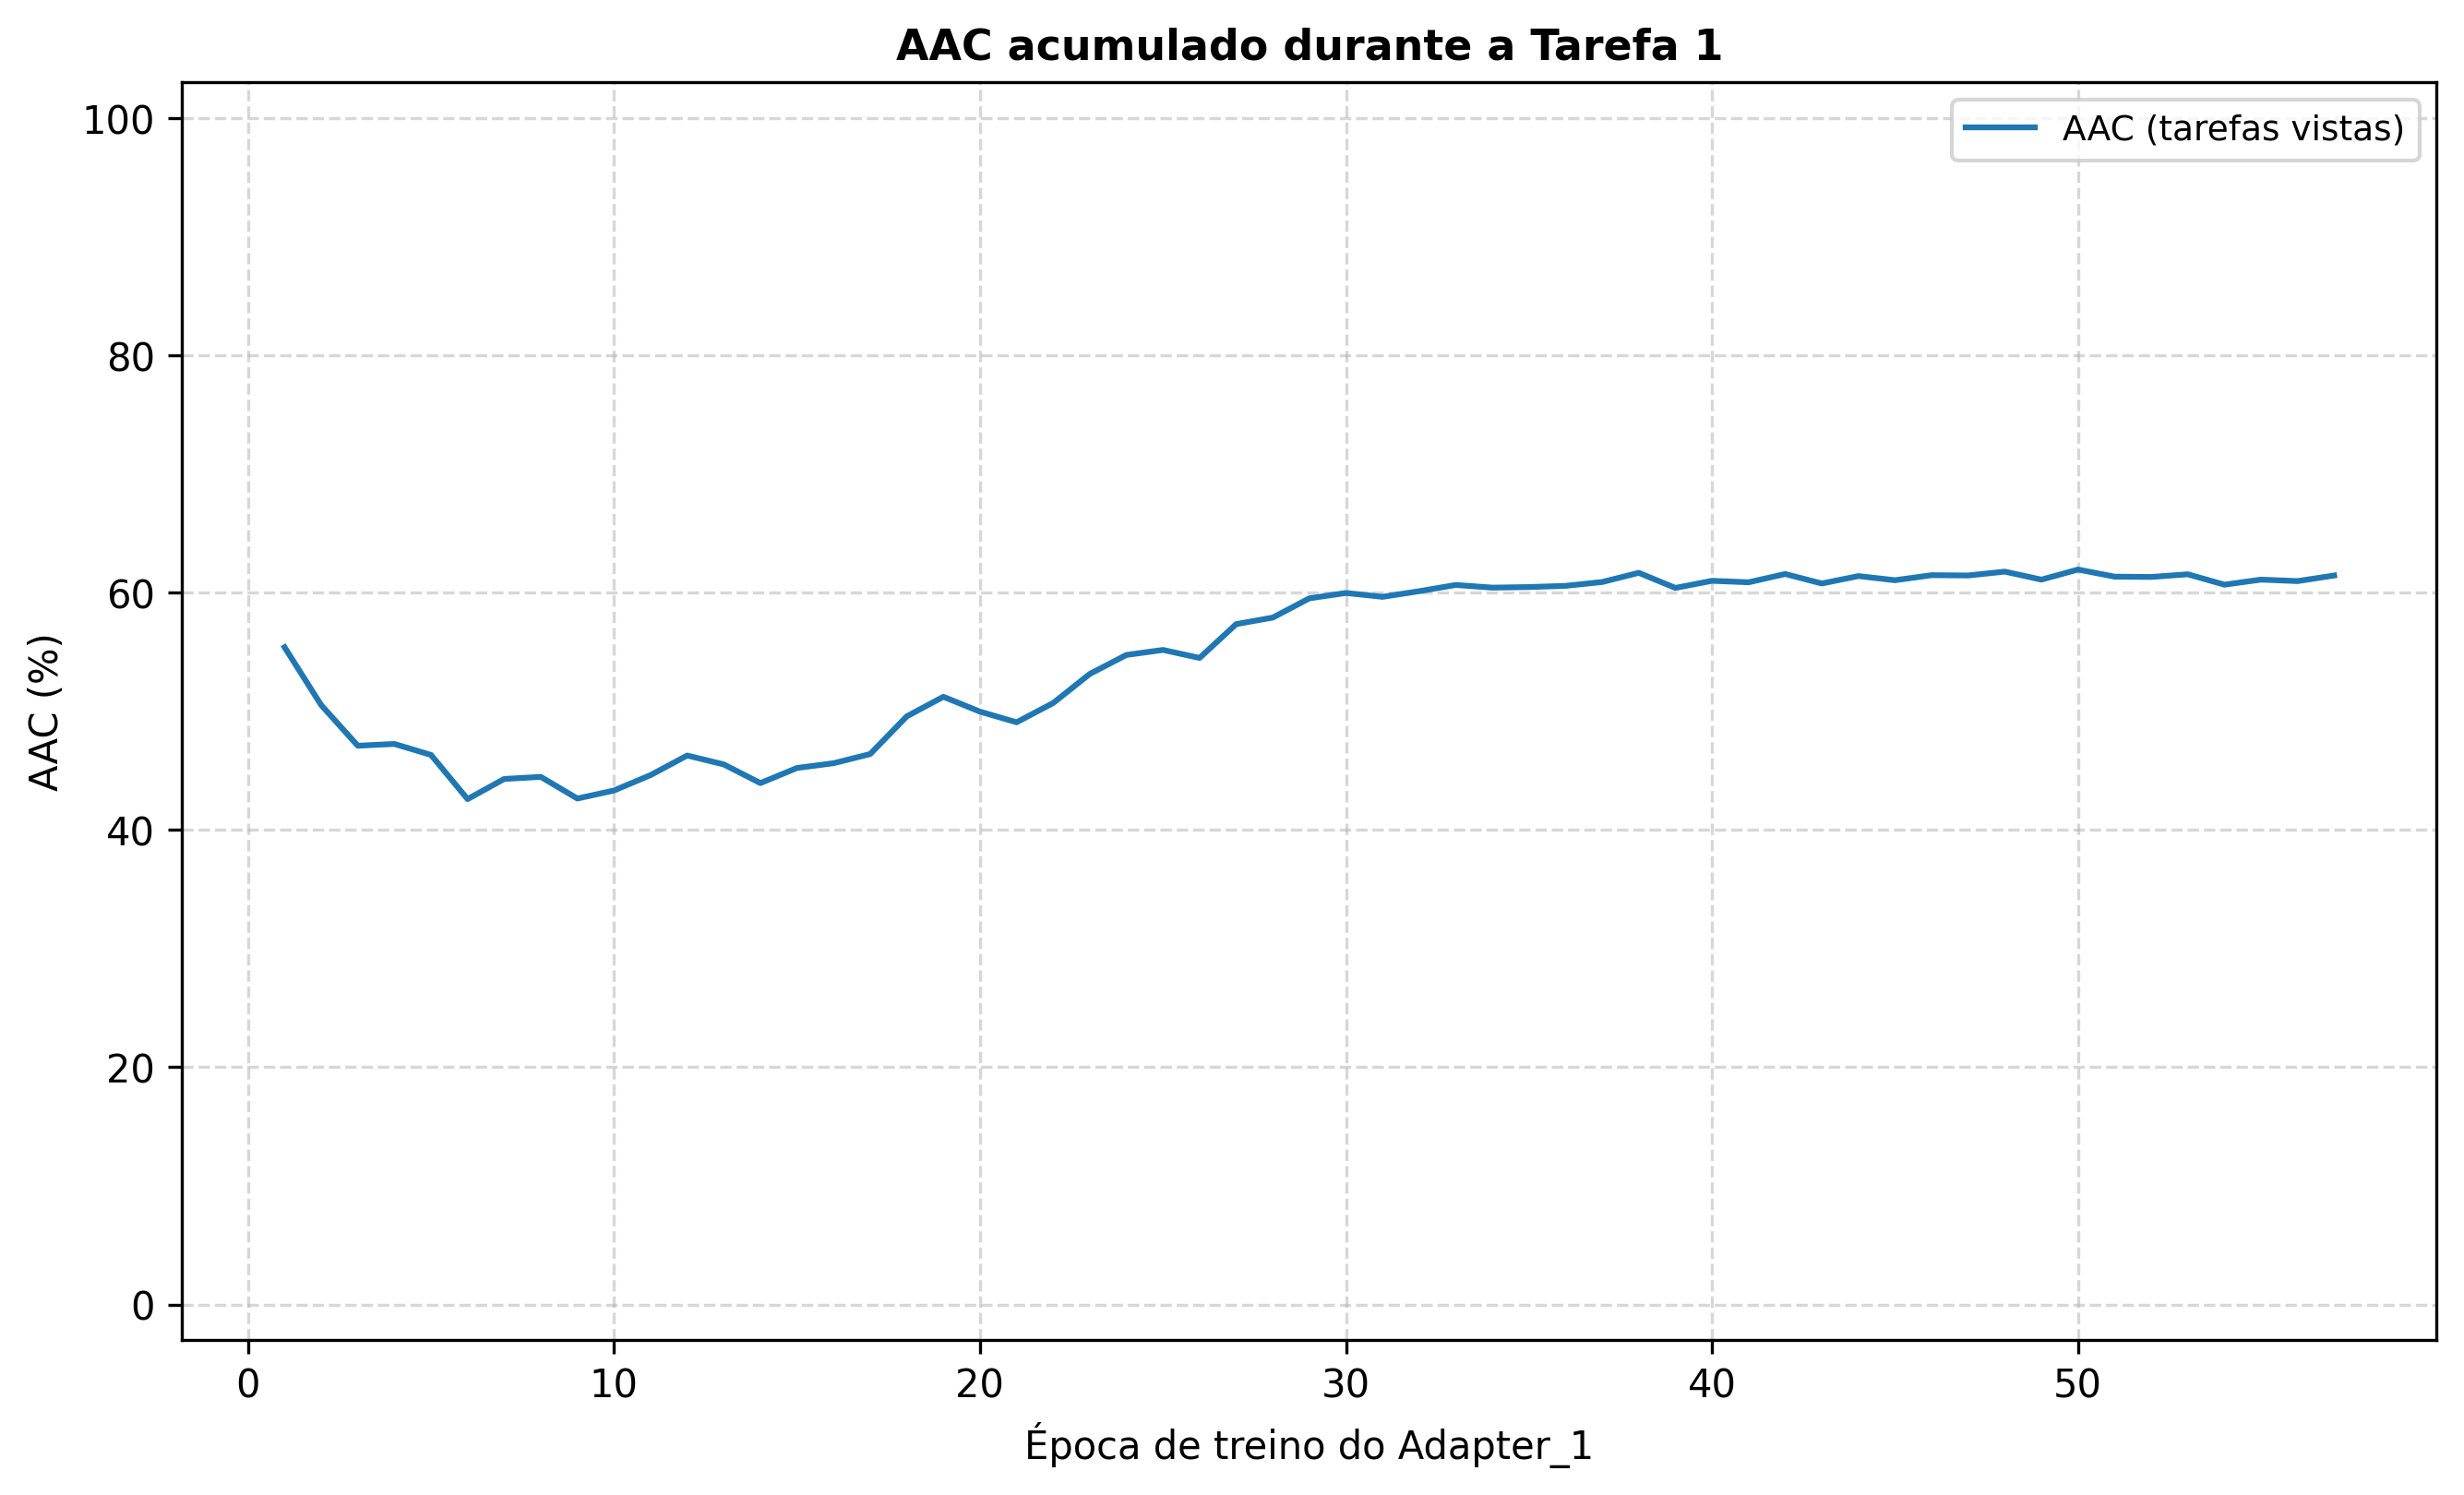 AAC acumulado durante a Tarefa 1
AAC (tarefas vistas)
AAC (%)
100
80
60
40
20
0
0 10 20 30 40 50
Época de treino do Adapter_1